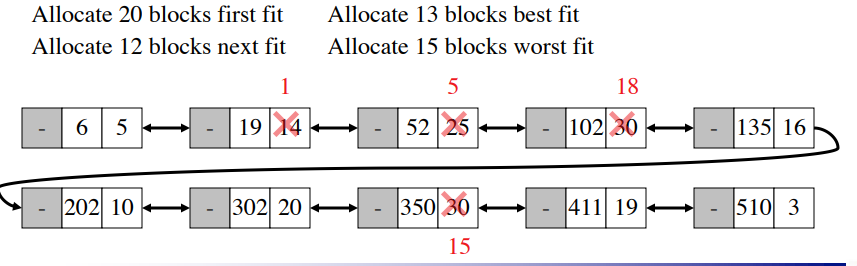 Allocate 20 blocks first fit Allocate 13 blocks best fit
Allocate 12 blocks next fit Allocate 15 blocks worst fit
1 5 18
- 6 5 - 19 14 - 52 25 - 102 30 - 135 16
- 202 10 - 302 20 - 350 30 - 411 19 - 510 3
15